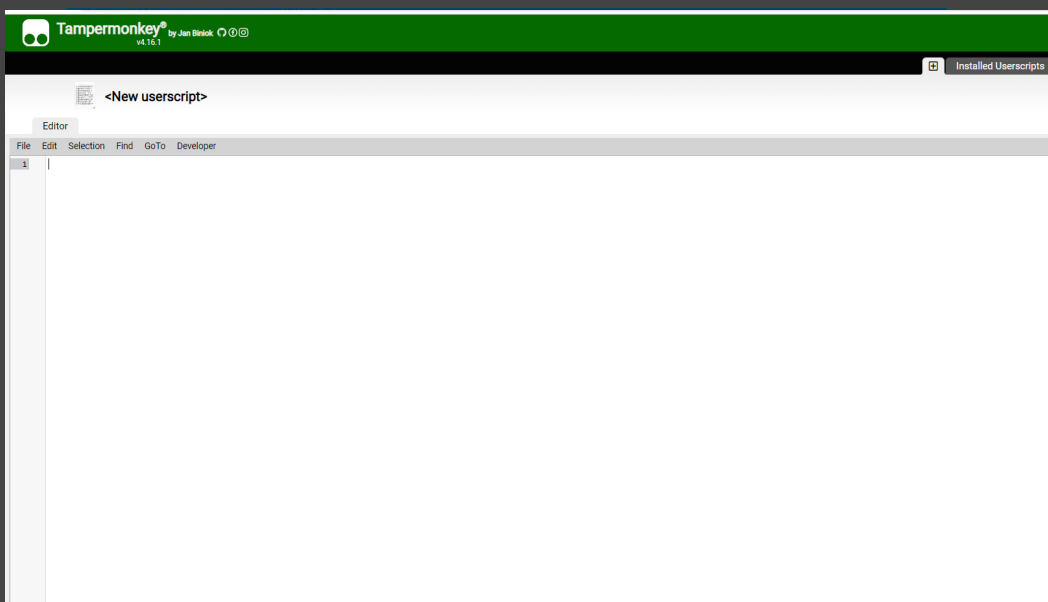 Tampermonkey® by Jan Biniok
v4.16.1
Installed Userscripts
<New userscript>
Editor
File Edit Selection Find GoTo Developer
1